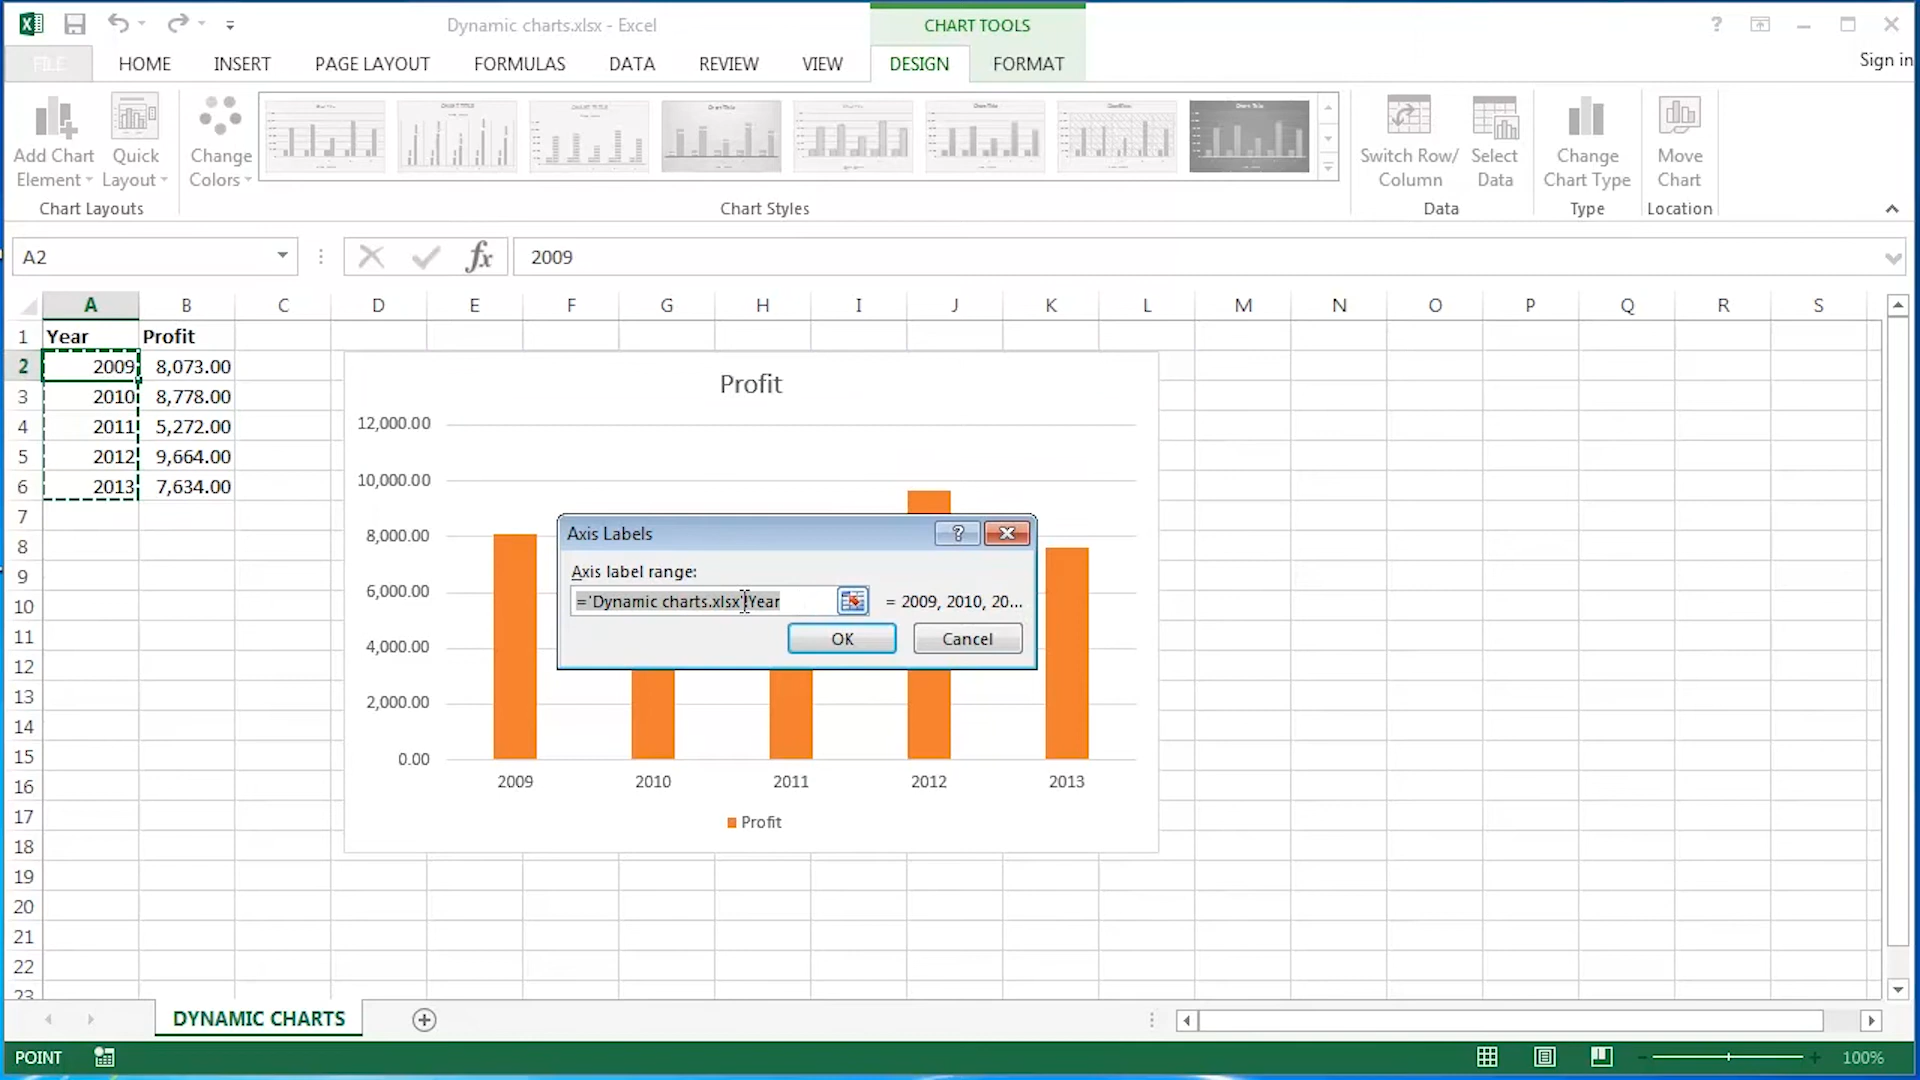 Dynamic charts.xlsx - Excel
CHART TOOLS
?
FILE
HOME
INSERT
PAGE LAYOUT
FORMULAS
DATA
REVIEW
VIEW
DESIGN
FORMAT
Sign in
Add Chart
Element
Quick
Layout
Change
Colors
Switch Row/
Column
Select
Data
Change
Chart Type
Move
Chart
Chart Layouts
Chart Styles
Data
Type
Location
A2
fx
2009
A B C D E F G H I J K L M N O P Q R S
1 Year Profit
2 2009 8,073.00
3 2010 8,778.00
4 2011 5,272.00
5 2012 9,664.00
6 2013 7,634.00
7
8
9
10
11
12
13
14
15
16
17
18
19
20
21
22
23
Profit
12,000.00
10,000.00
8,000.00
6,000.00
4,000.00
2,000.00
0.00
2009 2010 2011 2012 2013
Profit
Axis Labels
?
Axis label range:
='Dynamic charts.xlsx'!Year
= 2009, 2010, 20...
OK
Cancel
DYNAMIC CHARTS
POINT
100%